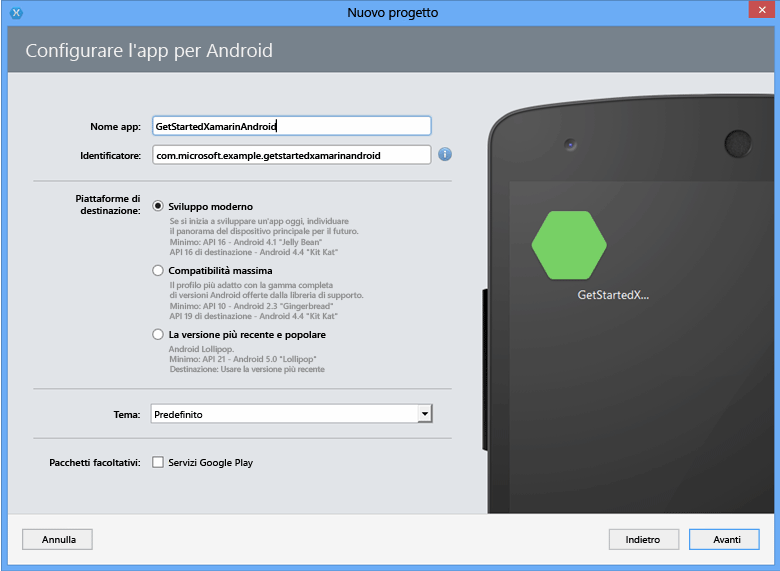 Nuovo progetto
Configurare l'app per Android
Nome app: GetStartedXamarinAndroid
Identificatore: com.microsoft.example.getstartedxamarinandroid
Piattaforme di destinazione:
Sviluppo moderno
Se si inizia a sviluppare un'app oggi, individuare
il panorama del dispositivo principale per il futuro.
Minimo: API 16 - Android 4.1 "Jelly Bean"
API 16 di destinazione - Android 4.4 "Kit Kat"
Compatibilità massima
Il profilo più adatto con la gamma completa
di versioni Android offerte dalla libreria di supporto.
Minimo: API 10 - Android 2.3 "Gingerbread"
API 19 di destinazione - Android 4.4 "Kit Kat"
La versione più recente e popolare
Android Lollipop.
Minimo: API 21 - Android 5.0 "Lollipop"
Destinazione: Usare la versione più recente
Tema: Predefinito
Pacchetti facoltativi: Servizi Google Play
GetStartedX...
Annulla
Indietro
Avanti